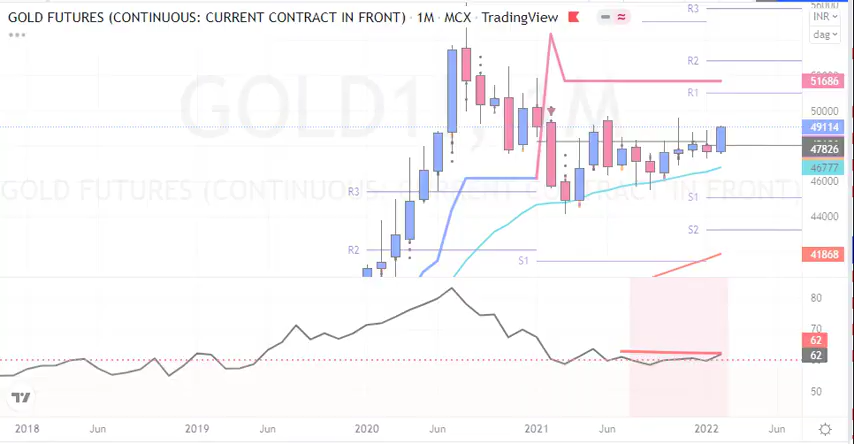 GOLD FUTURES (CONTINUOUS: CURRENT CONTRACT IN FRONT) · 1M · MCX · TradingView
INR
dag
R3
R2
R1
51686
50000
49114
47826
46777
46000
S1
44000
S2
41868
R3
R2
S1
GOLD1!, 1M
GOLD FUTURES (CONTINUOUS: CURRENT CONTRACT IN FRONT)
80
70
62
62
50
2018
Jun
2019
Jun
2020
Jun
2021
Jun
2022
Jun